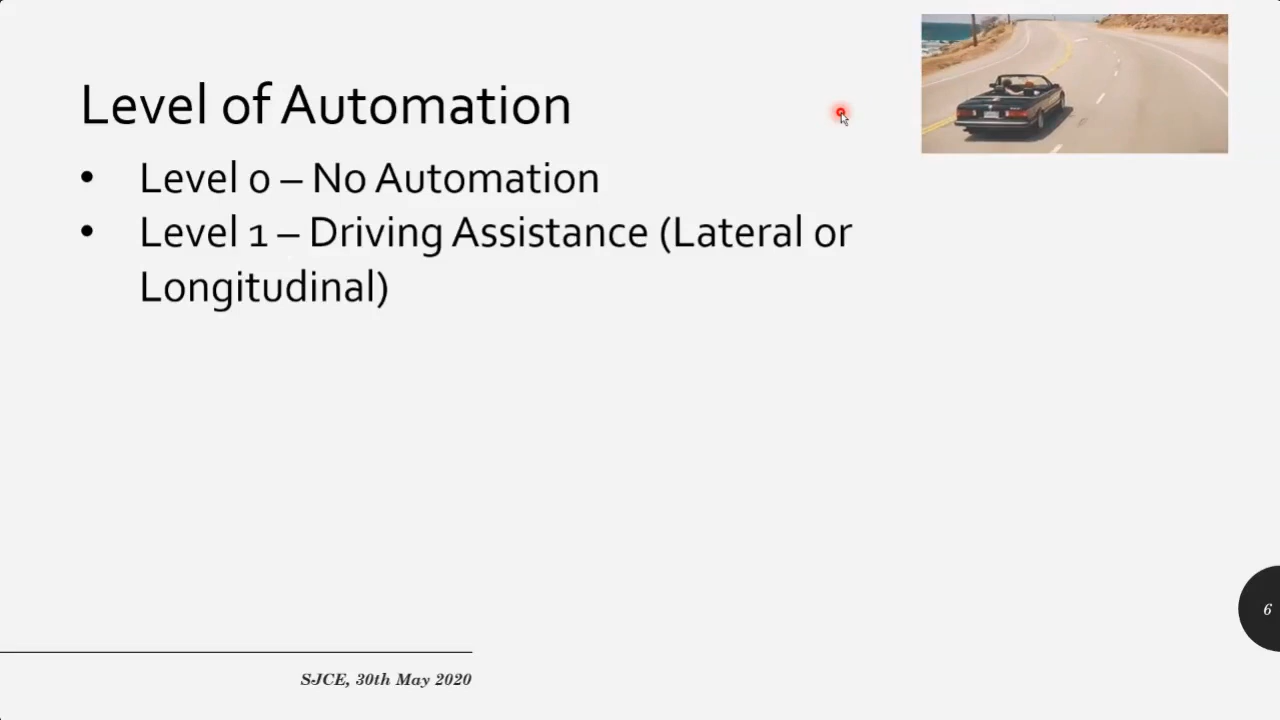 Level of Automation
• Level 0 – No Automation
• Level 1 – Driving Assistance (Lateral or
Longitudinal)
6
SJCE, 30th May 2020